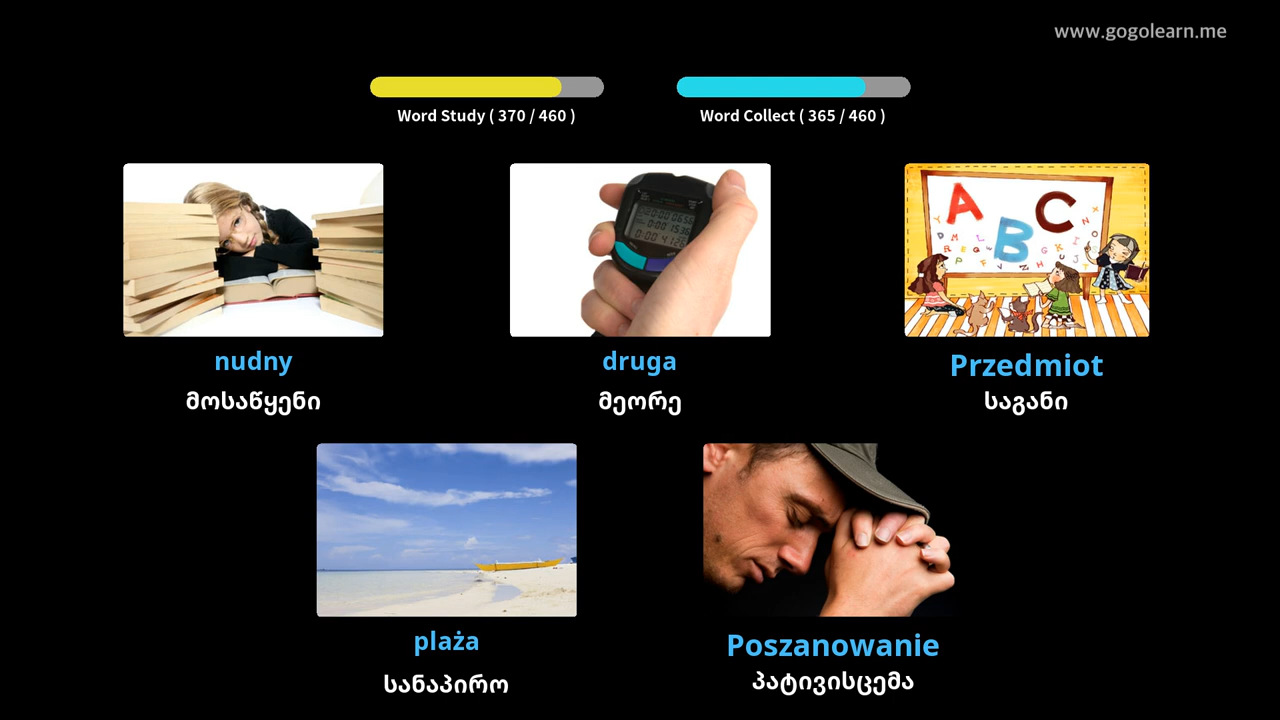 www.gogolearn.me
Word Study ( 370 / 460 )
Word Collect ( 365 / 460 )
A
B
C
nudny
მოსაწყენი
druga
მეორე
Przedmiot
საგანი
plaża
სანაპირო
Poszanowanie
პატივისცემა